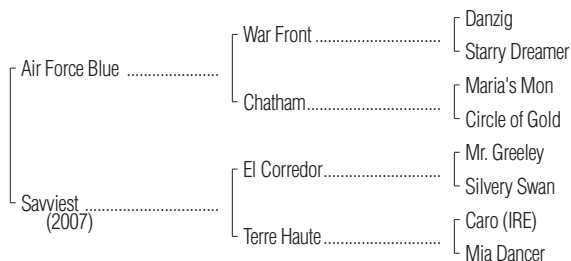 Danzig
War Front
Starry Dreamer
Air Force Blue
Maria's Mon
Chatham
Circle of Gold
Mr. Greeley
El Corredor
Silvery Swan
Savviest
(2007)
Caro (IRE)
Terre Haute
Mia Dancer